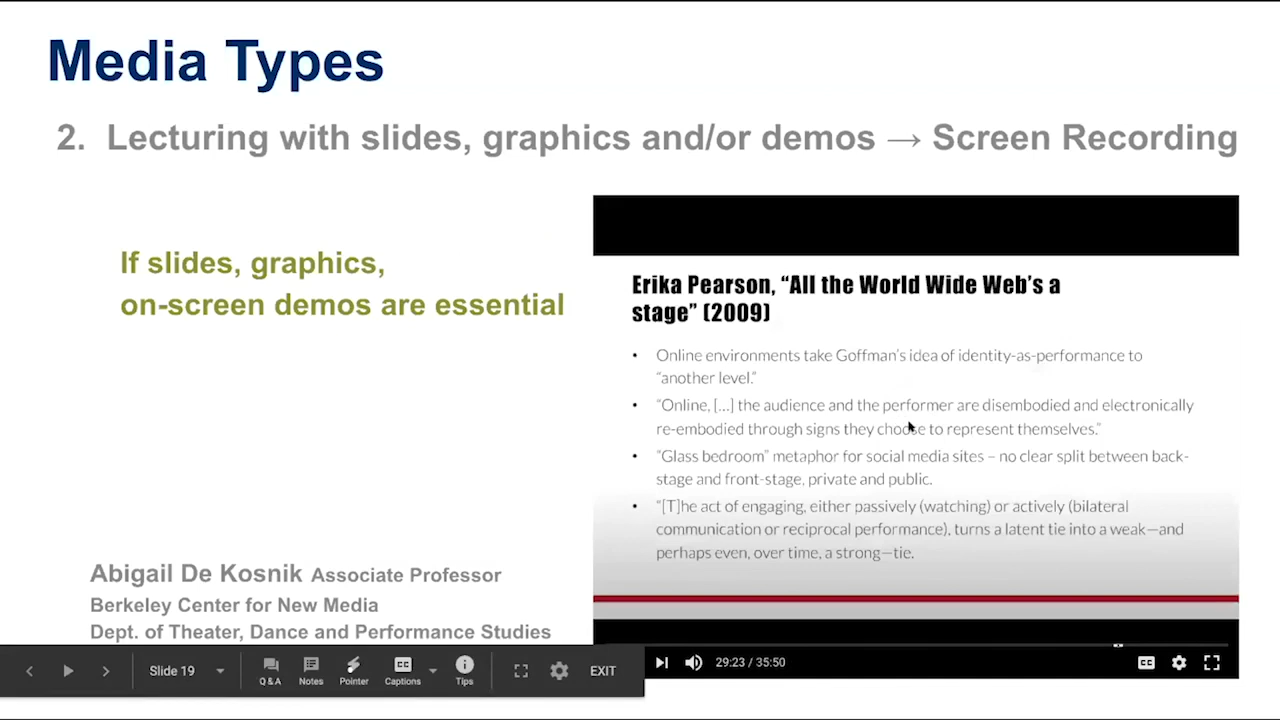 Media Types
2. Lecturing with slides, graphics and/or demos → Screen Recording
If slides, graphics,
on-screen demos are essential
Erika Pearson, “All the World Wide Web’s a
stage” (2009)
• Online environments take Goffman’s idea of identity-as-performance to
“another level.”
• “Online, […] the audience and the performer are disembodied and electronically
re-embodied through signs they choose to represent themselves.”
• “Glass bedroom” metaphor for social media sites – no clear split between back-
stage and front-stage, private and public.
• “[T]he act of engaging, either passively (watching) or actively (bilateral
communication or reciprocal performance), turns a latent tie into a weak—and
perhaps even, over time, a strong—tie.
Abigail De Kosnik Associate Professor
Berkeley Center for New Media
Dept. of Theater, Dance and Performance Studies
Slide 19
Q&A
Notes
Pointer
CC
Captions
Tips
EXIT
29:23 / 35:50
CC